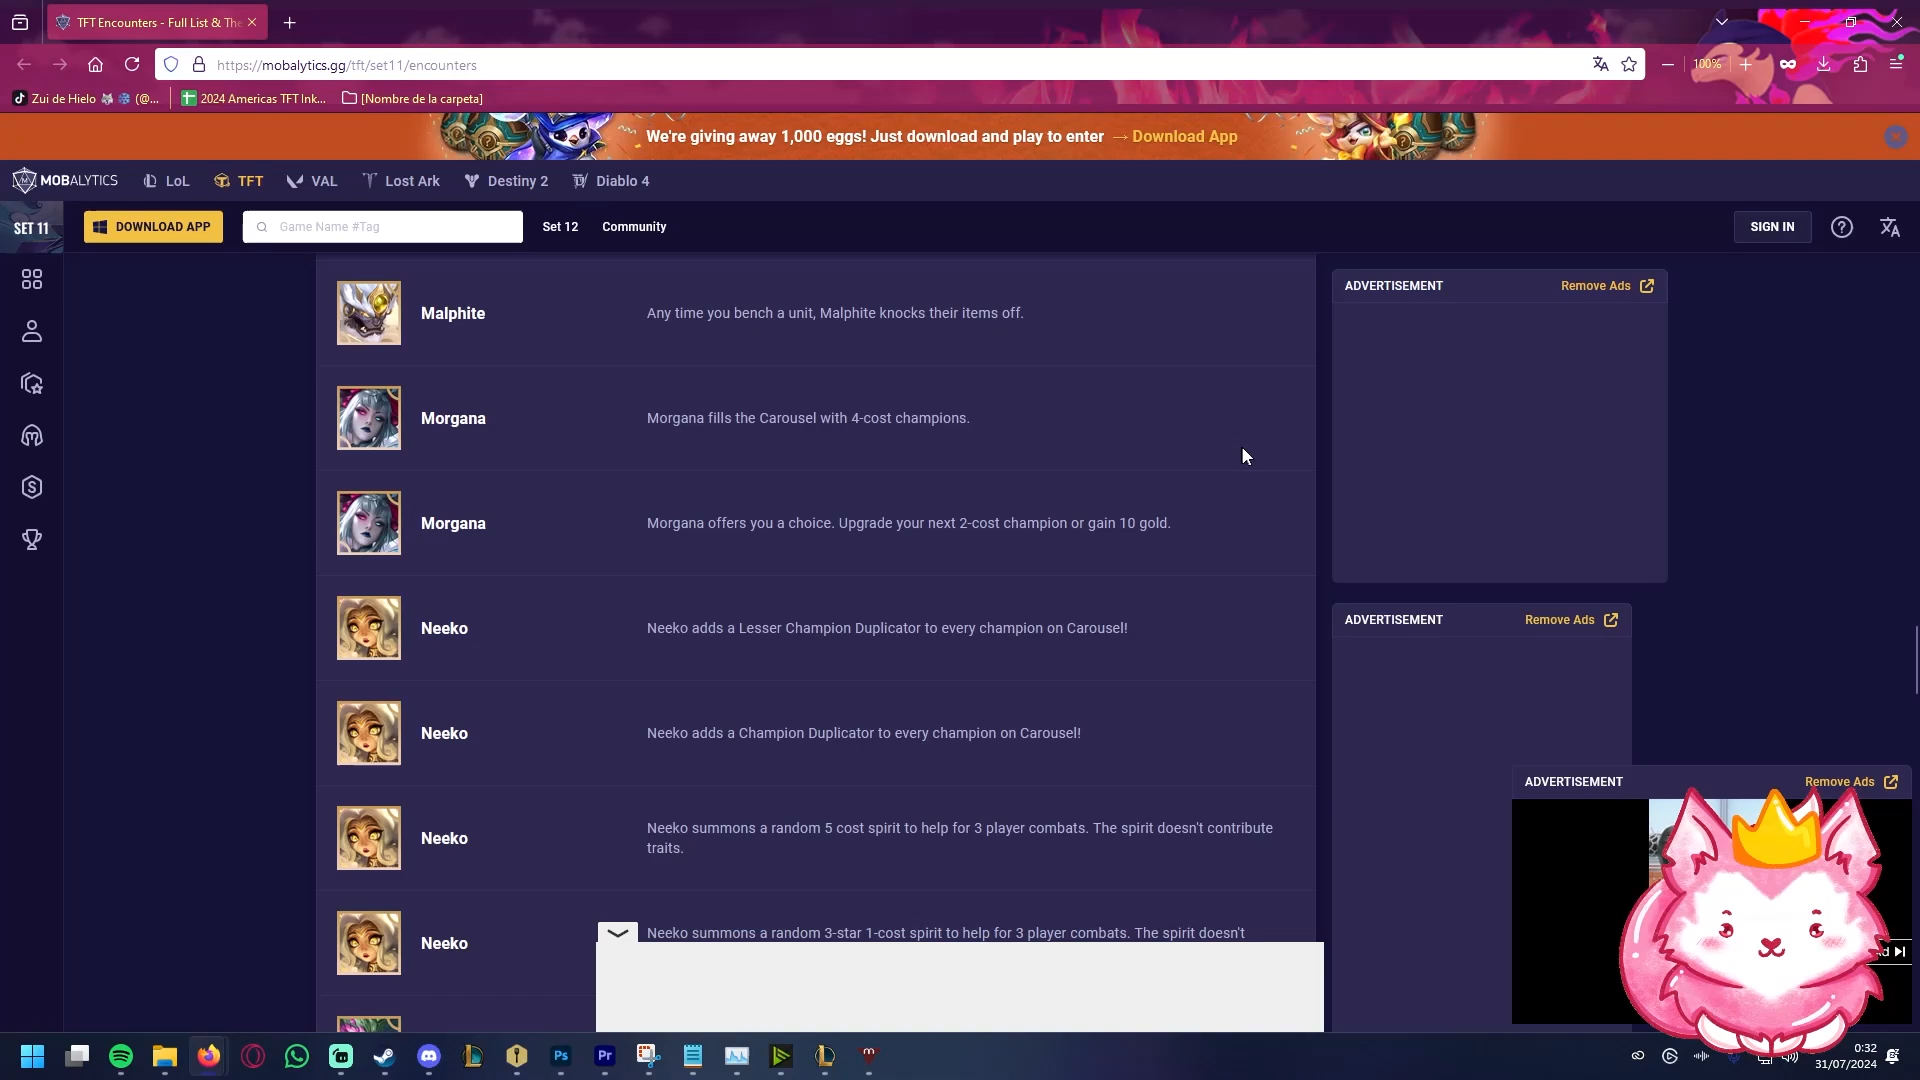 TFT Encounters - Full List & The
https://mobalytics.gg/tft/set11/encounters
100%
Zui de Hielo 🐺 ❄️ (@...
2024 Americas TFT Ink...
[Nombre de la carpeta]
We're giving away 1,000 eggs! Just download and play to enter → Download App
MOBALYTICS
LoL
TFT
VAL
Lost Ark
Destiny 2
Diablo 4
SET 11
DOWNLOAD APP
Game Name #Tag
Set 12
Community
SIGN IN
ADVERTISEMENT
Remove Ads
Malphite
Any time you bench a unit, Malphite knocks their items off.
Morgana
Morgana fills the Carousel with 4-cost champions.
Morgana
Morgana offers you a choice. Upgrade your next 2-cost champion or gain 10 gold.
Neeko
Neeko adds a Lesser Champion Duplicator to every champion on Carousel!
ADVERTISEMENT
Remove Ads
Neeko
Neeko adds a Champion Duplicator to every champion on Carousel!
ADVERTISEMENT
Remove Ads
Neeko
Neeko summons a random 5 cost spirit to help for 3 player combats. The spirit doesn't contribute
traits.
Neeko
Neeko summons a random 3-star 1-cost spirit to help for 3 player combats. The spirit doesn't
Ps
Pr
0:32
31/07/2024